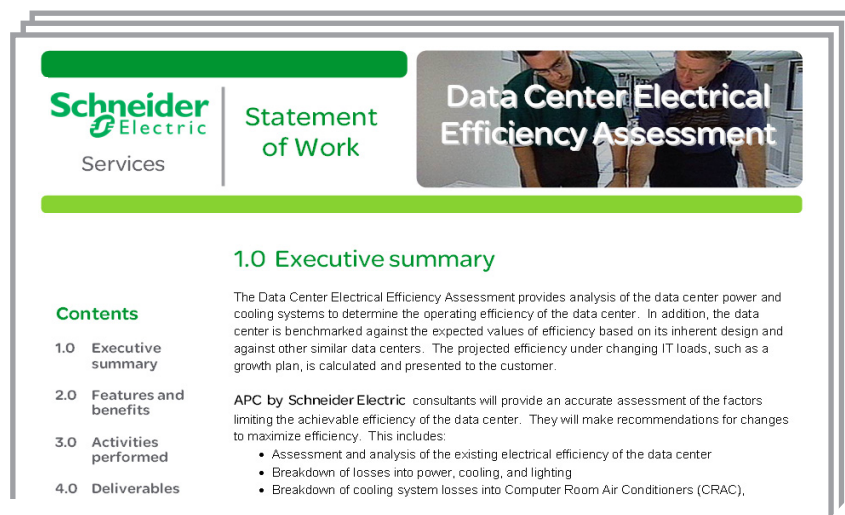 Schneider
Electric
Services
Statement
of Work
Data Center Electrical
Efficiency Assessment
Contents
1.0 Executive
summary
2.0 Features and
benefits
3.0 Activities
performed
4.0 Deliverables
1.0 Executive summary
The Data Center Electrical Efficiency Assessment provides analysis of the data center power and
cooling systems to determine the operating efficiency of the data center. In addition, the data
center is benchmarked against the expected values of efficiency based on its inherent design and
against other similar data centers. The projected efficiency under changing IT loads, such as a
growth plan, is calculated and presented to the customer.
APC by Schneider Electric consultants will provide an accurate assessment of the factors
limiting the achievable efficiency of the data center. They will make recommendations for changes
to maximize efficiency. This includes:
• Assessment and analysis of the existing electrical efficiency of the data center
• Breakdown of losses into power, cooling, and lighting
• Breakdown of cooling system losses into Computer Room Air Conditioners (CRAC),